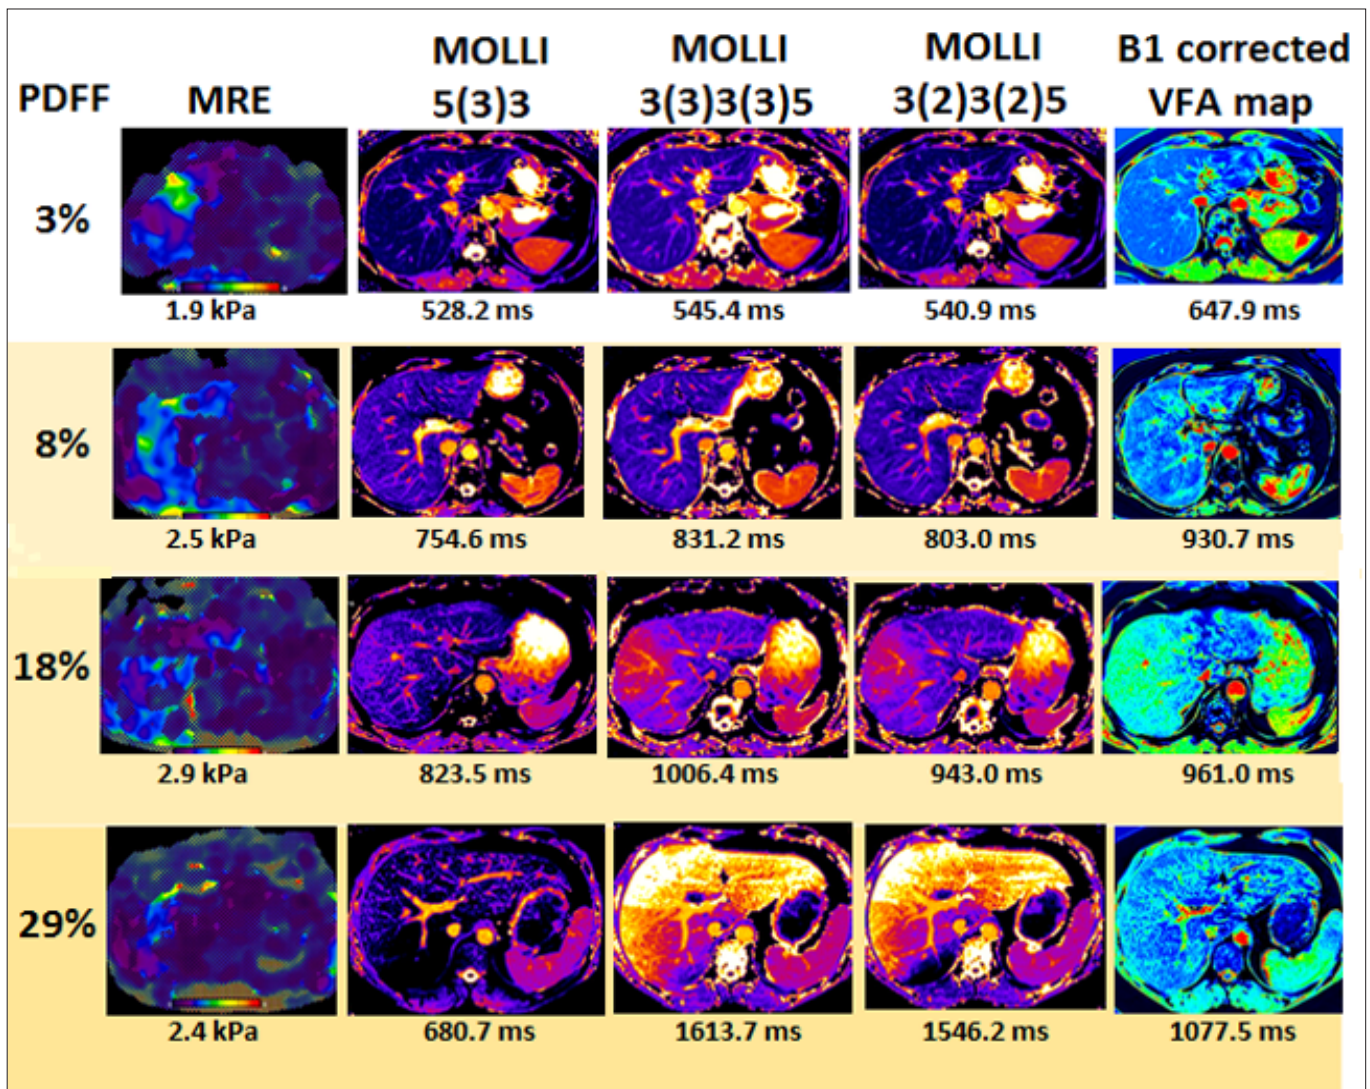 PDFF
MRE
MOLLI
5(3)3
MOLLI
3(3)3(3)5
MOLLI
3(2)3(2)5
B1 corrected
VFA map
3%
1.9 kPa
528.2 ms
545.4 ms
540.9 ms
647.9 ms
8%
2.5 kPa
754.6 ms
831.2 ms
803.0 ms
930.7 ms
18%
2.9 kPa
823.5 ms
1006.4 ms
943.0 ms
961.0 ms
29%
2.4 kPa
680.7 ms
1613.7 ms
1546.2 ms
1077.5 ms